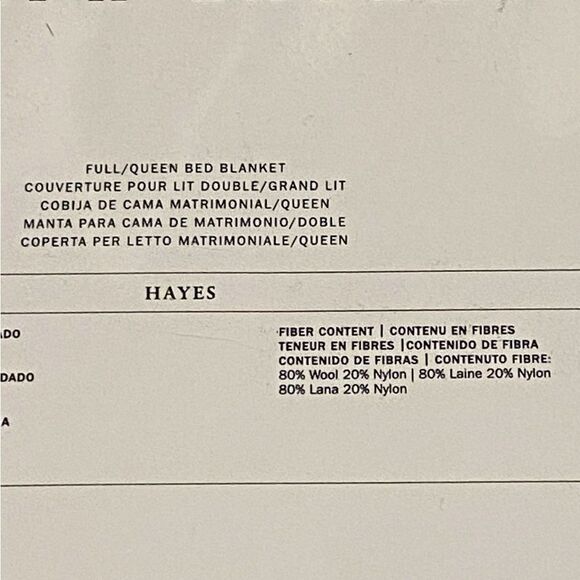 FULL/QUEEN BED BLANKET
COUVERTURE POUR LIT DOUBLE/GRAND LIT
COBIJA DE CAMA MATRIMONIAL/QUEEN
MANTA PARA CAMA DE MATRIMONIO/DOBLE
COPERTA PER LETTO MATRIMONIALE/QUEEN
HAYES
ADO
DADO
A
FIBER CONTENT | CONTENU EN FIBRES
TENEUR EN FIBRES |CONTENIDO DE FIBRA
CONTENIDO DE FIBRAS | CONTENUTO FIBRE:
80% Wool 20% Nylon | 80% Laine 20% Nylon
80% Lana 20% Nylon